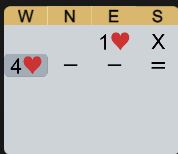 W N E S
1♥ X
4♥ – – =